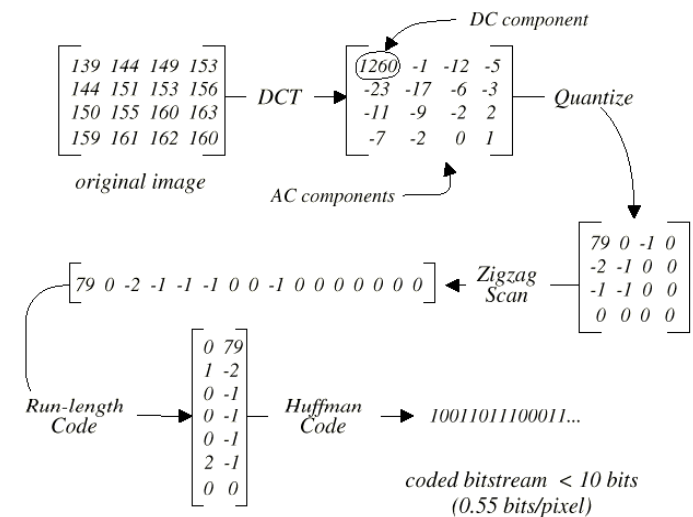 DC component
139 144 149 153
144 151 153 156
150 155 160 163
159 161 162 160
original image
DCT
1260 -1 -12 -5
-23 -17 -6 -3
-11 -9 -2 2
-7 -2 0 1
AC components
Quantize
79 0 -1 0
-2 -1 0 0
-1 -1 0 0
0 0 0 0
Zigzag
Scan
79 0 -2 -1 -1 -1 0 0 -1 0 0 0 0 0 0 0
Run-length
Code
0 79
1 -2
0 -1
0 -1
0 -1
2 -1
0 0
Huffman
Code
10011011100011...
coded bitstream < 10 bits
(0.55 bits/pixel)